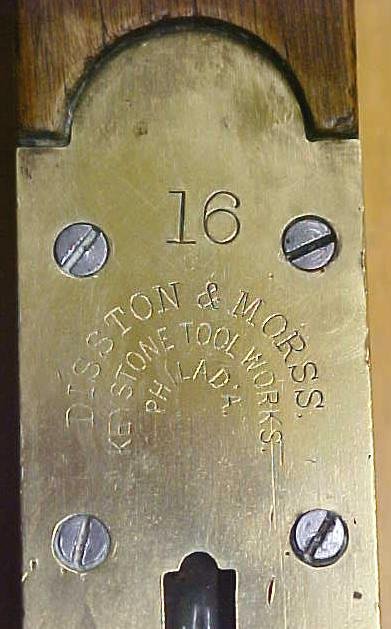 16
DISSTON & MORSS.
KEYSTONE TOOL WORKS.
PHILAD'A.